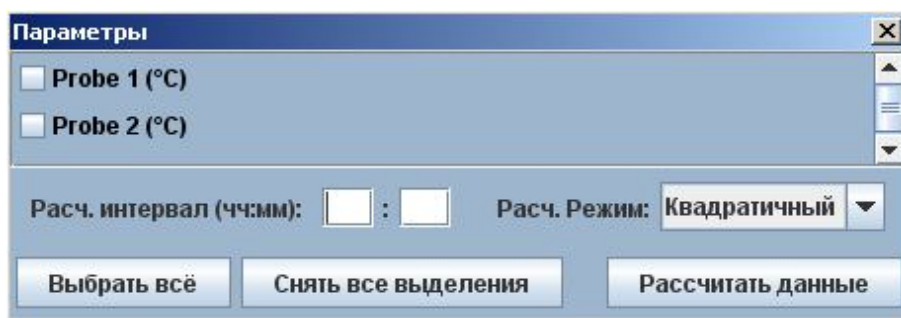 Параметры
Probe 1 (°C)
Probe 2 (°C)
Расч. интервал (чч:мм): : Расч. Режим: Квадратичный
Выбрать всё Снять все выделения Рассчитать данные